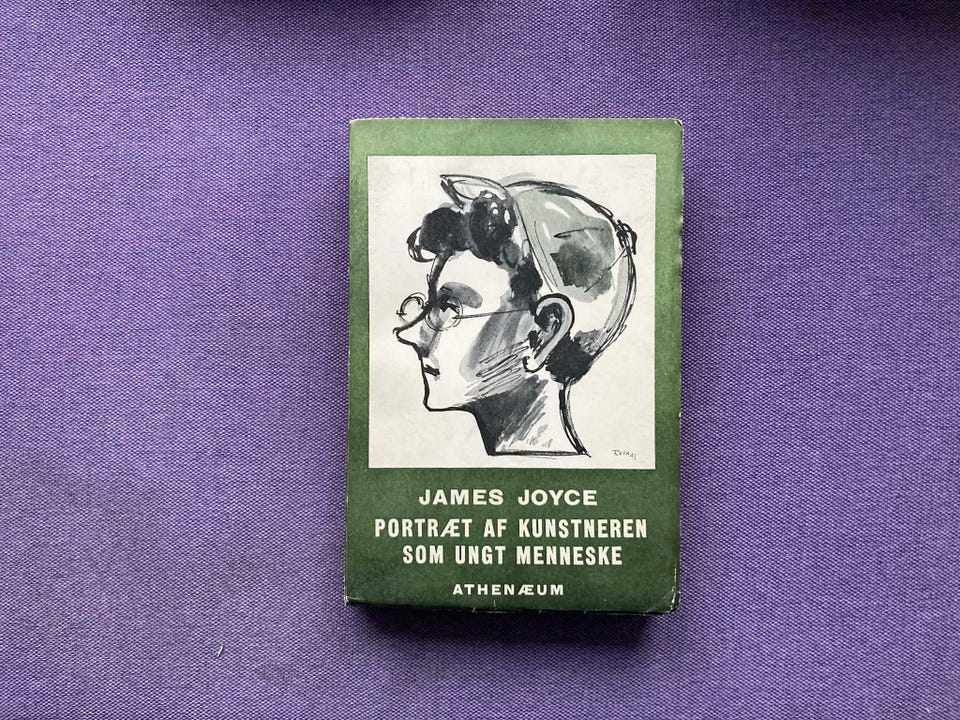 JAMES JOYCE
PORTRÆT AF KUNSTNEREN
SOM UNGT MENNESKE
ATHENÆUM